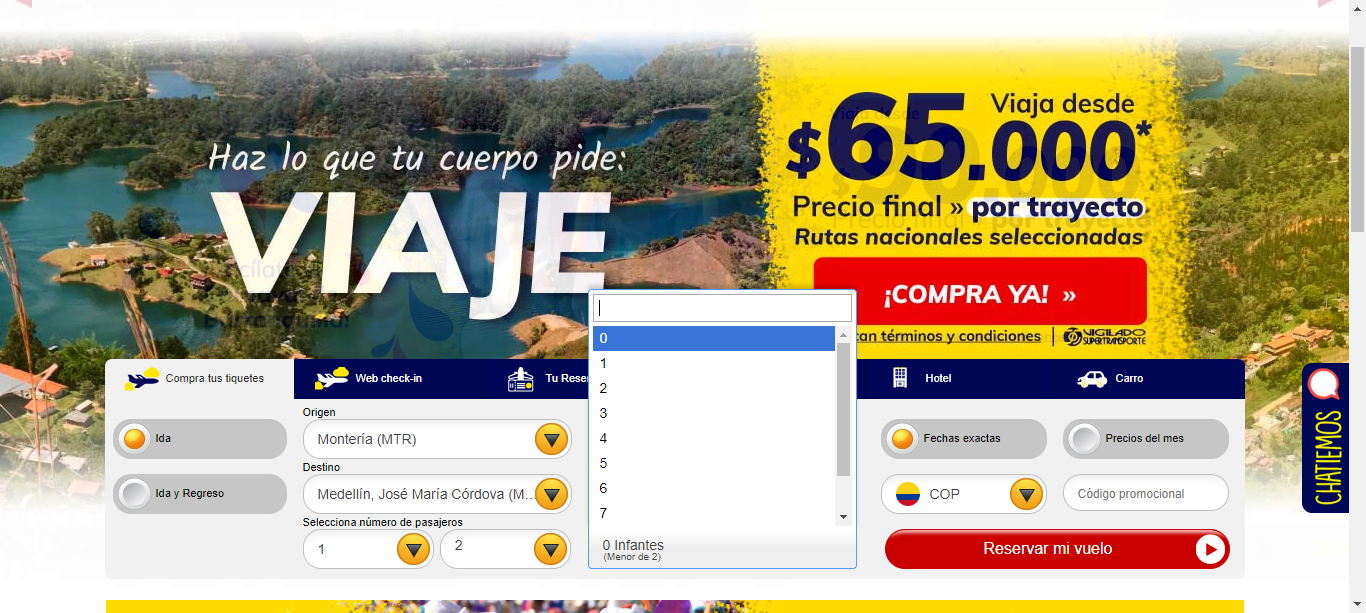 Haz lo que tu cuerpo pide:
VIAJE
Viaja desde
$65.000*
Precio final » por trayecto
Rutas nacionales seleccionadas
¡COMPRA YA! »
términos y condiciones
VIGILADO
SUPERTRANSPORTE
Compra tus tiquetes
Web check-in
Tu Rese
Hotel
Carro
Ida
Ida y Regreso
Origen
Montería (MTR)
Destino
Medellín, José María Córdova (M...
Selecciona número de pasajeros
1
2
0
1
2
3
4
5
6
7
0 Infantes
(Menor de 2)
Fechas exactas
Precios del mes
COP
Código promocional
Reservar mi vuelo
CHATIEMOS